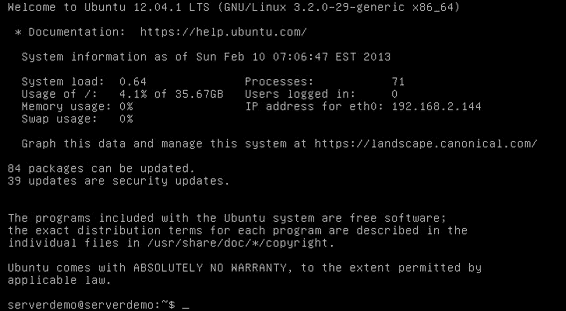 Welcome to Ubuntu 12.04.1 LTS (GNU/Linux 3.2.0-29-generic x86_64)
* Documentation:  https://help.ubuntu.com/
System information as of Sun Feb 10 07:06:47 EST 2013
System load:  0.64              Processes:           71
Usage of /:   4.1% of 35.67GB   Users logged in:     0
Memory usage: 0%                IP address for eth0: 192.168.2.144
Swap usage:   0%
Graph this data and manage this system at https://landscape.canonical.com/
84 packages can be updated.
39 updates are security updates.
The programs included with the Ubuntu system are free software;
the exact distribution terms for each program are described in the
individual files in /usr/share/doc/*/copyright.
Ubuntu comes with ABSOLUTELY NO WARRANTY, to the extent permitted by
applicable law.
serverdemo@serverdemo:~$ _